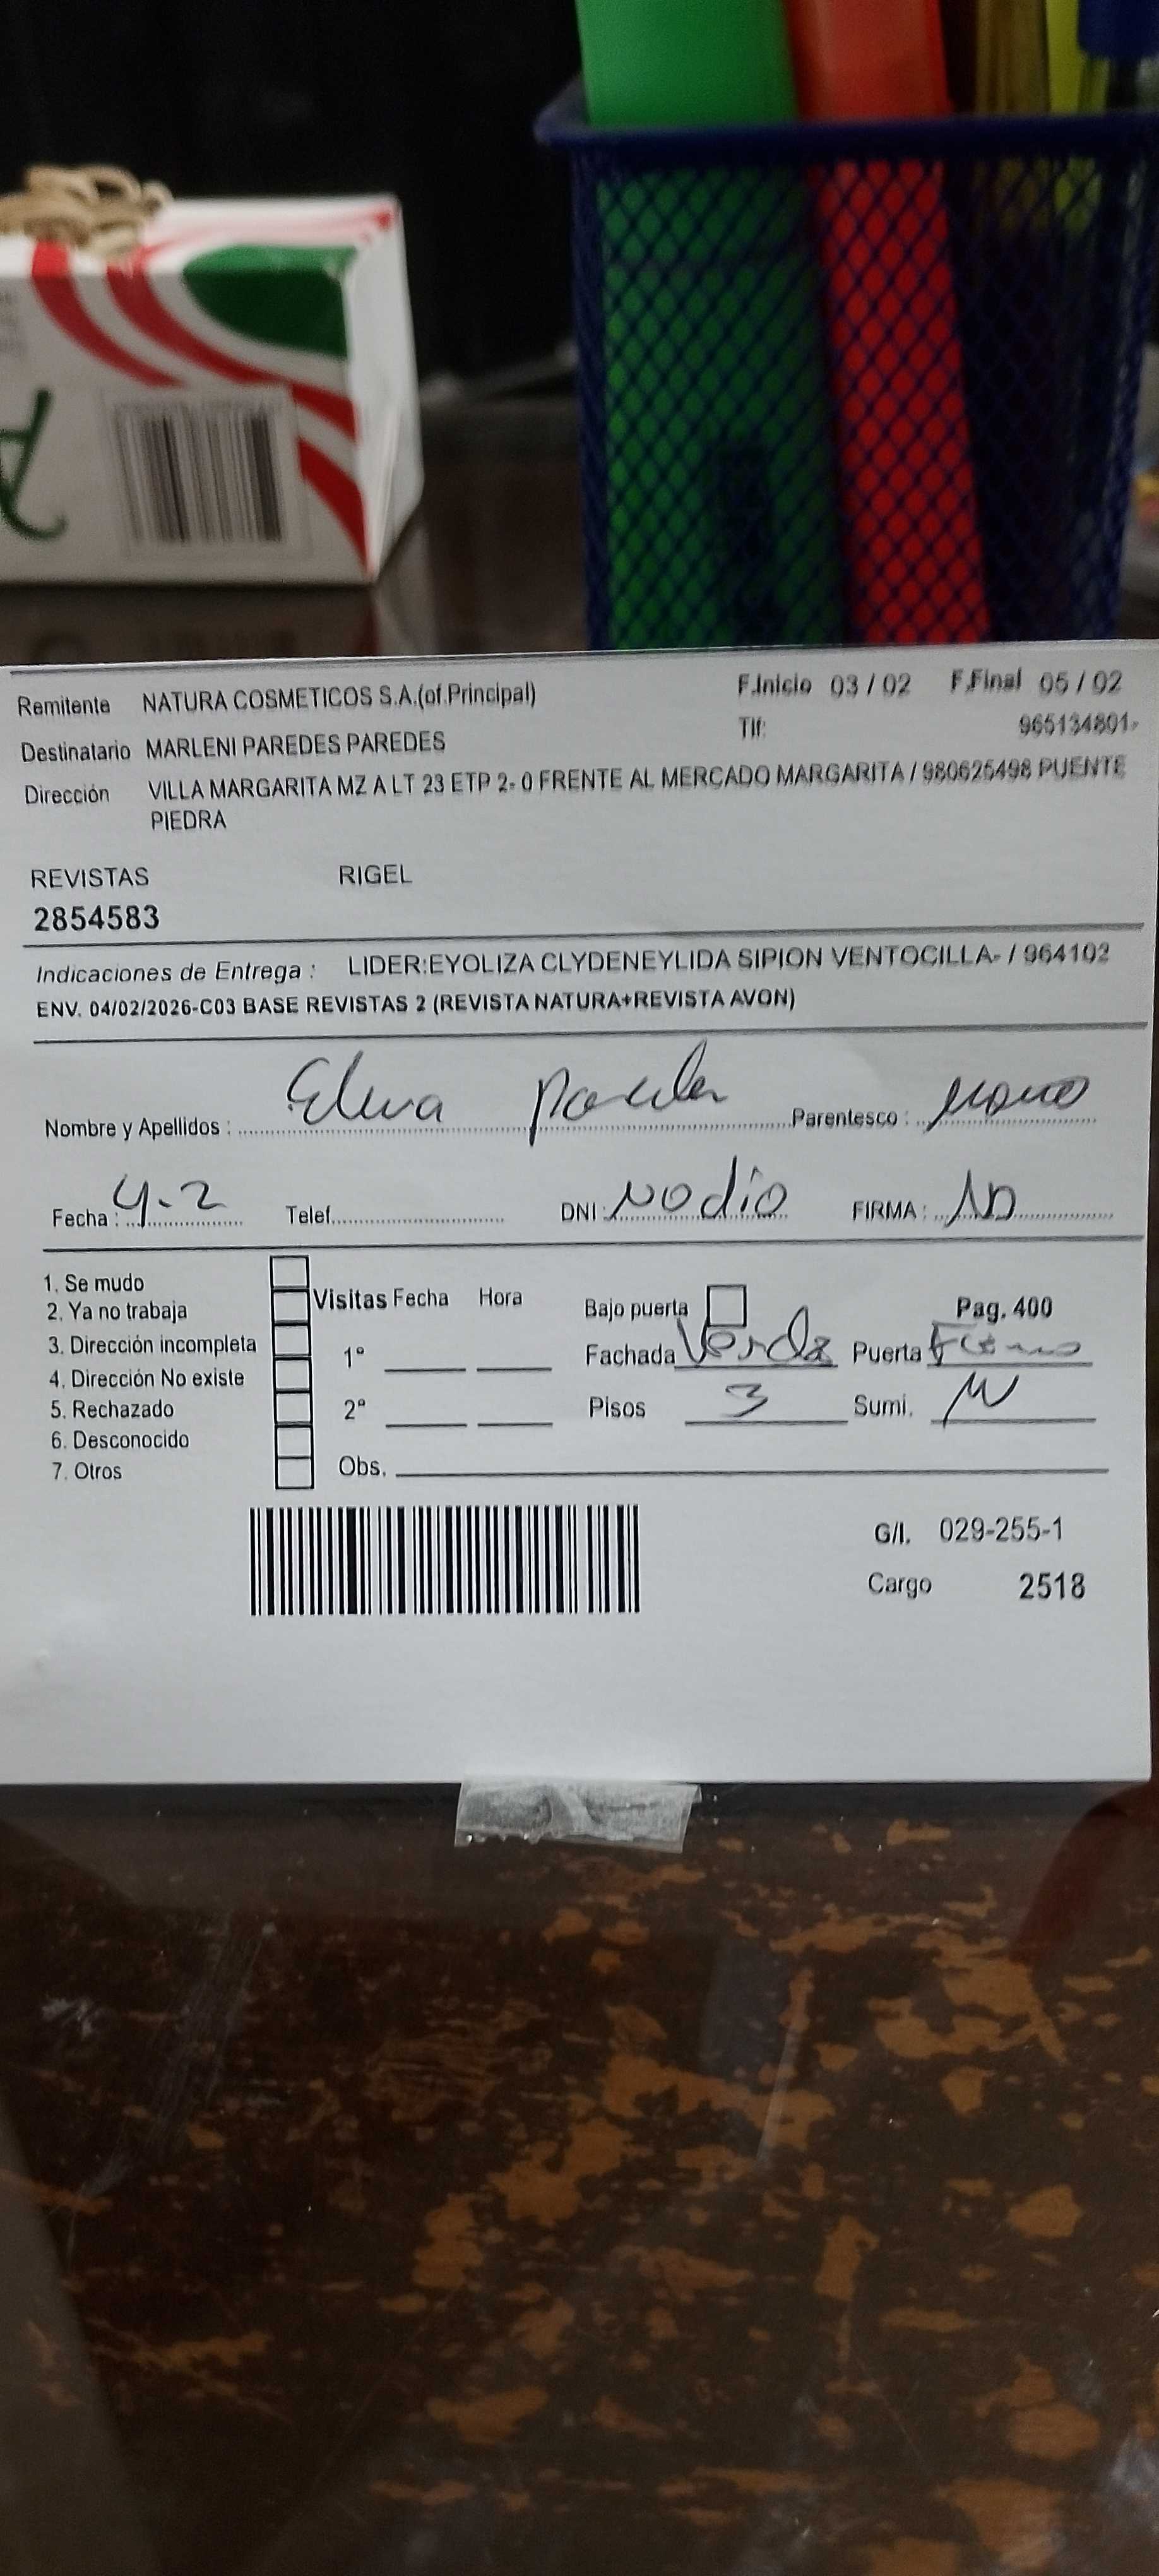 Remitente NATURA COSMETICOS S.A.(of.Principal) F.Inicio 03 / 02 F.Final 05 / 02
Destinatario MARLENI PAREDES PAREDES Tlf: 965134801-
Dirección VILLA MARGARITA MZ A LT 23 ETP 2- 0 FRENTE AL MERCADO MARGARITA / 980625498 PUENTE
PIEDRA
REVISTAS RIGEL
2854583
Indicaciones de Entrega : LIDER:EYOLIZA CLYDENEYLIDA SIPION VENTOCILLA- / 964102
ENV. 04/02/2026-C03 BASE REVISTAS 2 (REVISTA NATURA+REVISTA AVON)
Nombre y Apellidos : Elva Parentesco :
Fecha : 4-2 Telef. DNI : No dio FIRMA : ND
1. Se mudo
2. Ya no trabaja
3. Dirección incompleta
4. Dirección No existe
5. Rechazado
6. Desconocido
7. Otros
Visitas Fecha Hora
1º
2º
Obs.
Bajo puerta Pag. 400
Fachada Verde Puerta
Pisos 3 Sumi.
G/I. 029-255-1
Cargo 2518